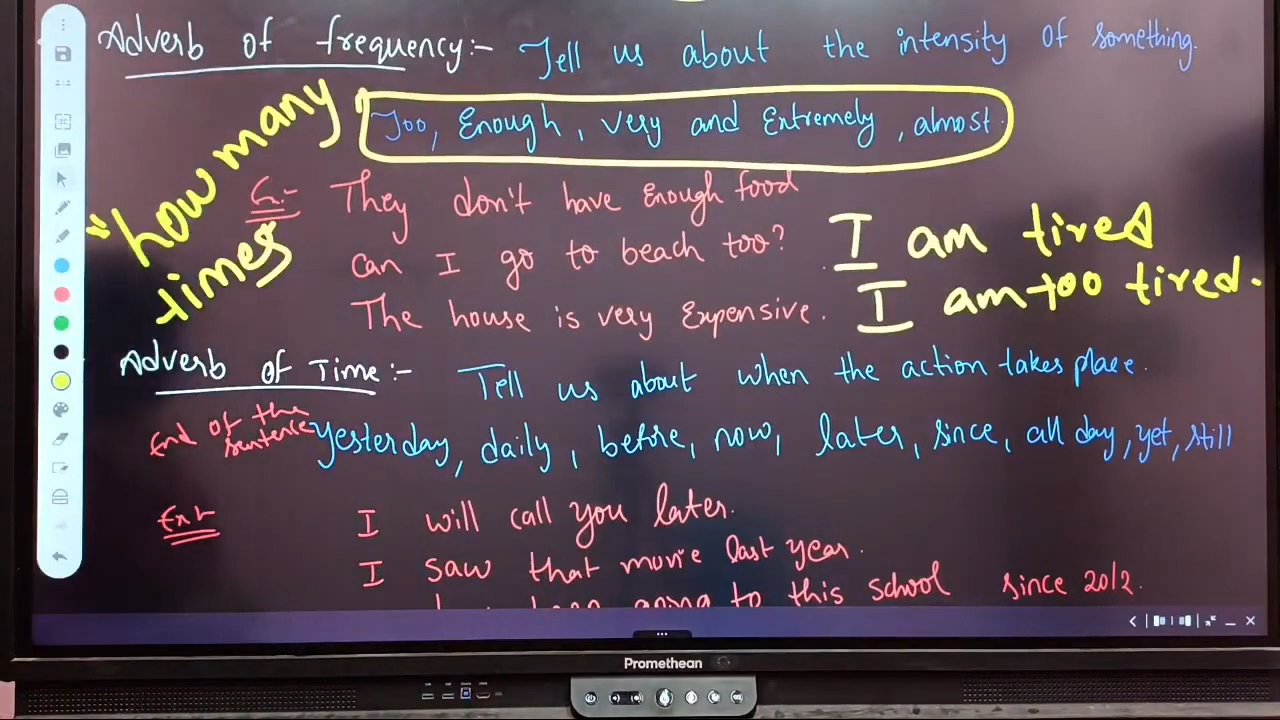 Adverb of frequency:- Tell us about the intensity of something.
"how many times
Too, Enough, very and Extremely, almost.
They don't have Enough food
can I go to beach too?
The house is very Expensive.
I am tired
I am too tired.
Adverb of Time:- Tell us about when the action takes place.
End of the sentence
yesterday, daily, before, now, later, since, all day, yet, still
Ex:-
I will call you later.
I saw that movie last year.
been going to this school since 2012.
Promethean